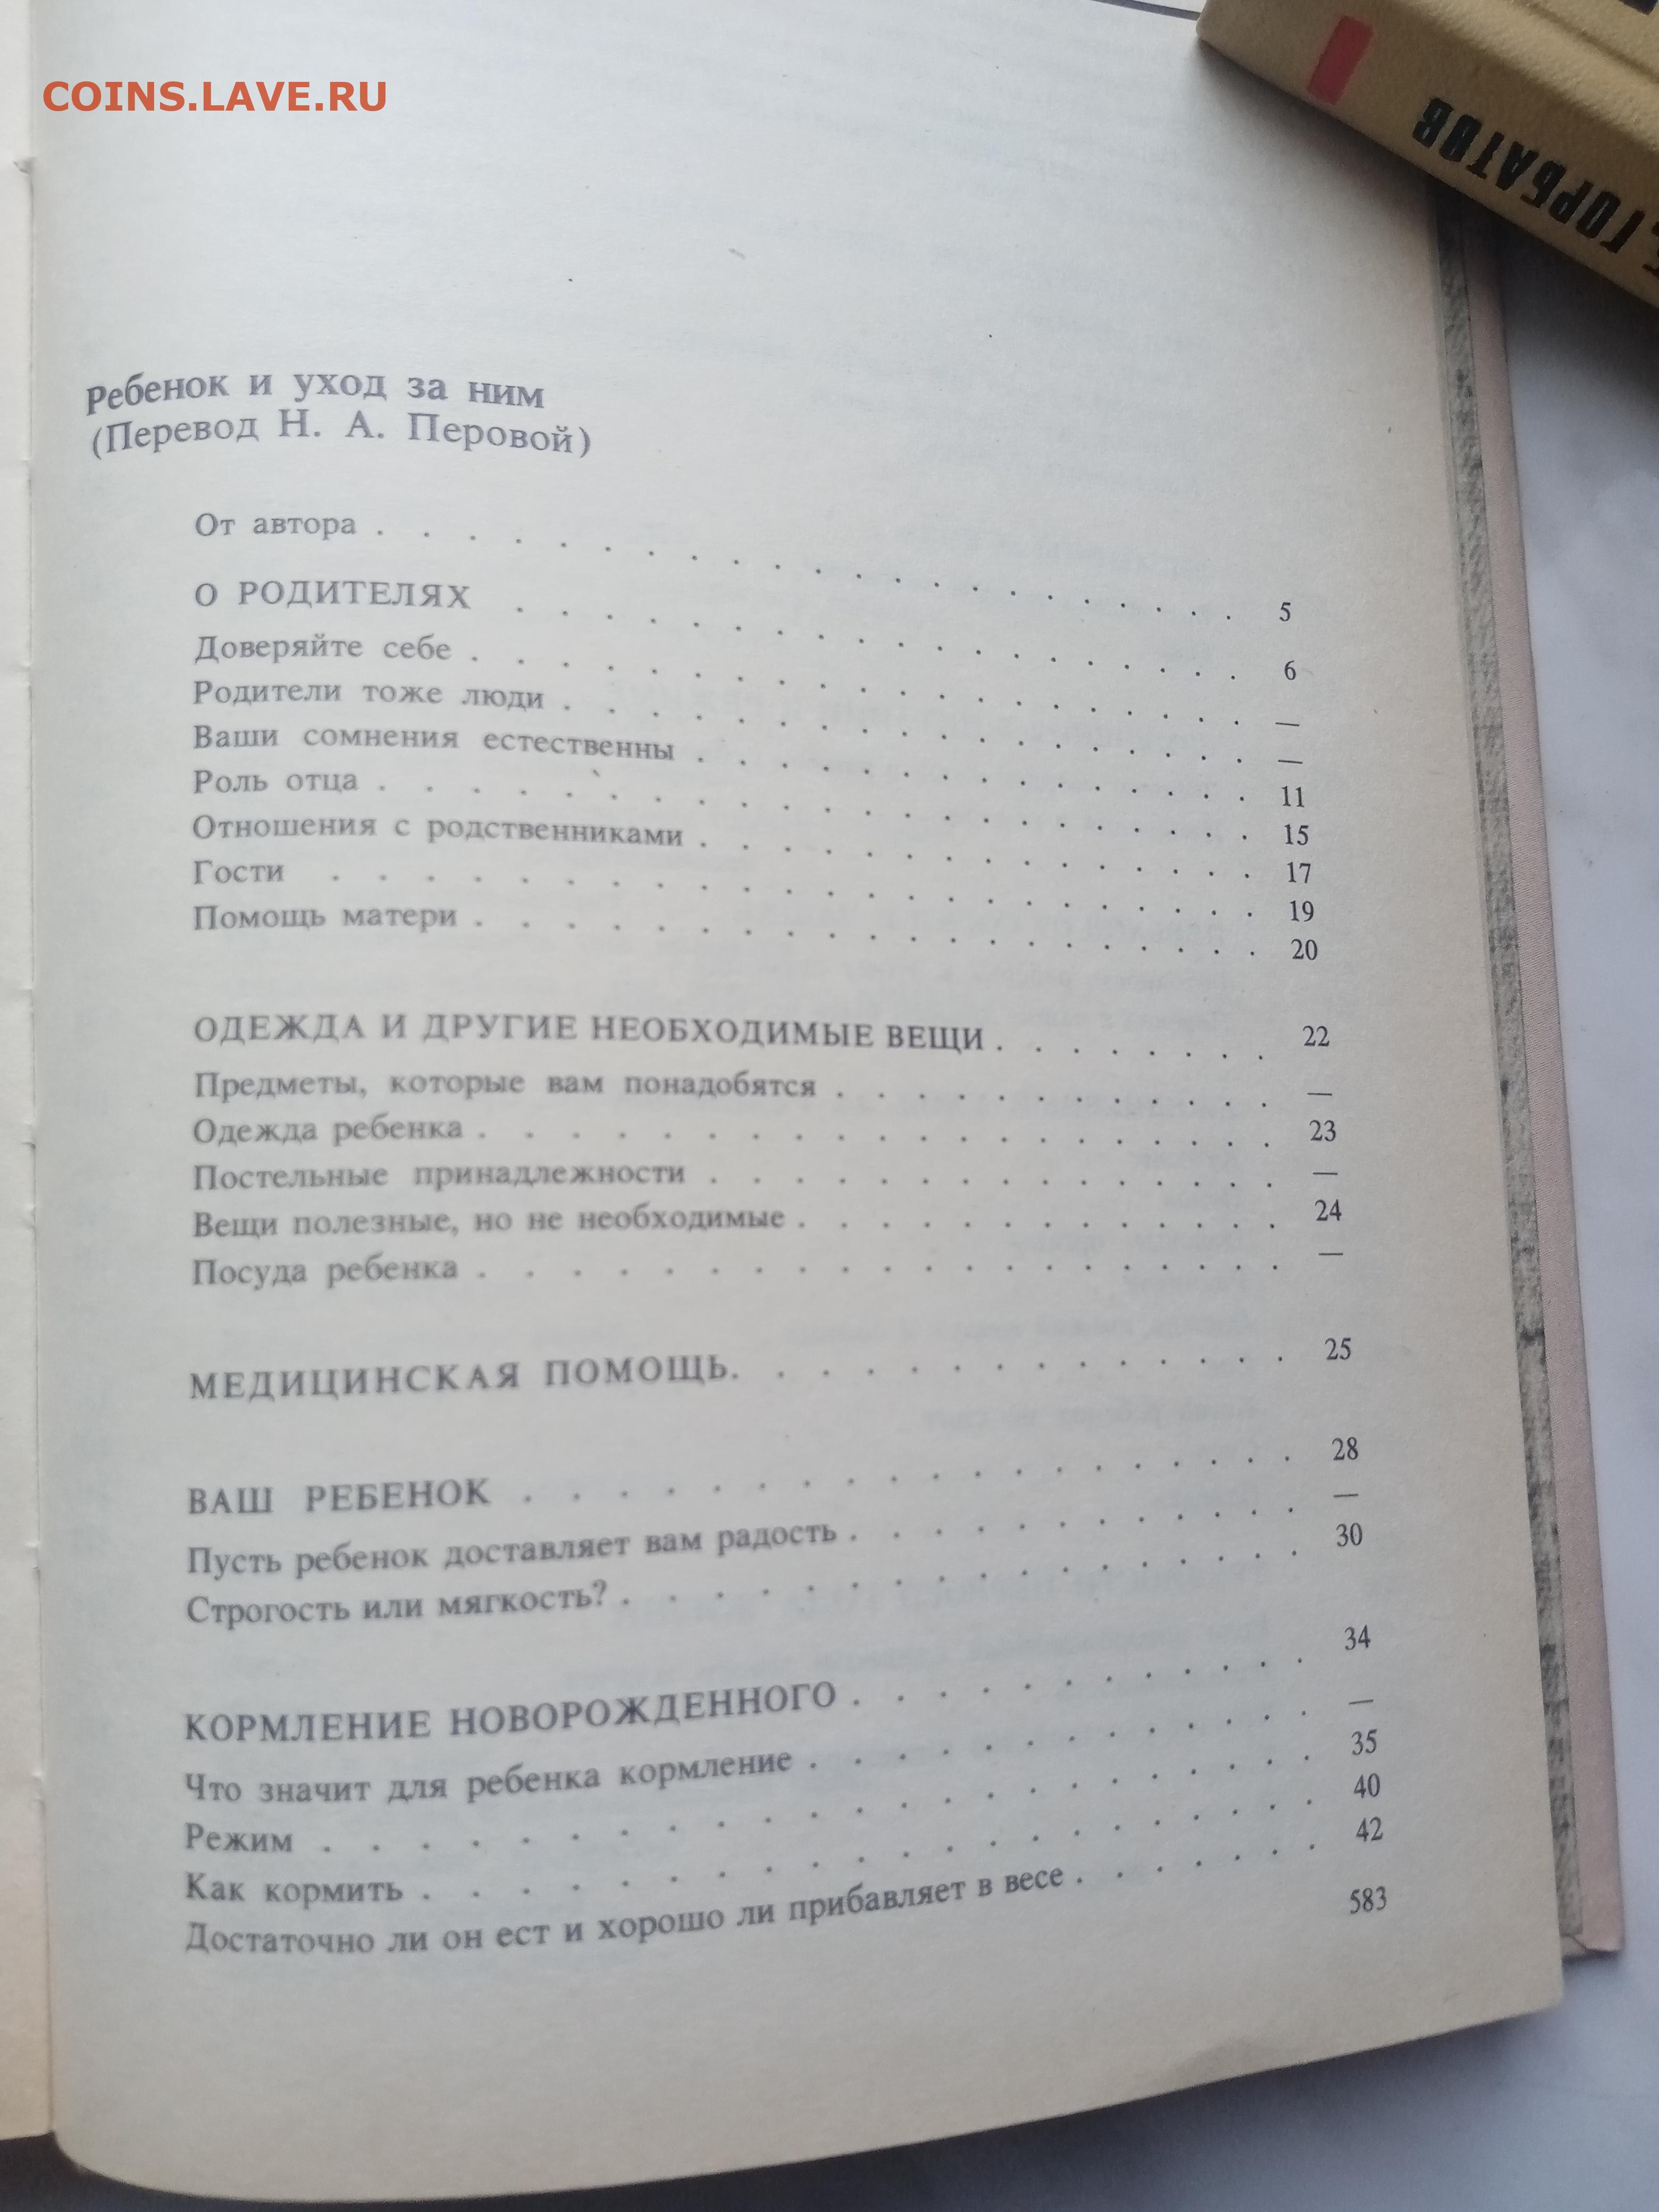 COINS.LAVE.RU
ГОРБАТОВ
Ребенок и уход за ним
(Перевод Н. А. Перовой)
От автора . . . . . . . . . . . . . . . . . . . . 5
О РОДИТЕЛЯХ . . . . . . . . . . . . . . . . . 6
Доверяйте себе . . . . . . . . . . . . . . . . . . —
Родители тоже люди . . . . . . . . . . . . . . . . —
Ваши сомнения естественны . . . . . . . . . . . . . 11
Роль отца . . . . . . . . . . . . . . . . . . . . 15
Отношения с родственниками . . . . . . . . . . . . . 17
Гости . . . . . . . . . . . . . . . . . . . . . 19
Помощь матери . . . . . . . . . . . . . . . . . . 20
ОДЕЖДА И ДРУГИЕ НЕОБХОДИМЫЕ ВЕЩИ . . . . . . . 22
Предметы, которые вам понадобятся . . . . . . . . . . —
Одежда ребенка . . . . . . . . . . . . . . . . . . 23
Постельные принадлежности . . . . . . . . . . . . . —
Вещи полезные, но не необходимые . . . . . . . . . . . 24
Посуда ребенка . . . . . . . . . . . . . . . . . . —
МЕДИЦИНСКАЯ ПОМОЩЬ. . . . . . . . . . . . . 25
ВАШ РЕБЕНОК . . . . . . . . . . . . . . . . . 28
Пусть ребенок доставляет вам радость . . . . . . . . . . —
Строгость или мягкость? . . . . . . . . . . . . . . . 30
КОРМЛЕНИЕ НОВОРОЖДЕННОГО . . . . . . . . . . 34
Что значит для ребенка кормление . . . . . . . . . . . —
Режим . . . . . . . . . . . . . . . . . . . . . 35
Как кормить . . . . . . . . . . . . . . . . . . . 40
Достаточно ли он ест и хорошо ли прибавляет в весе . . . . . . 42
583